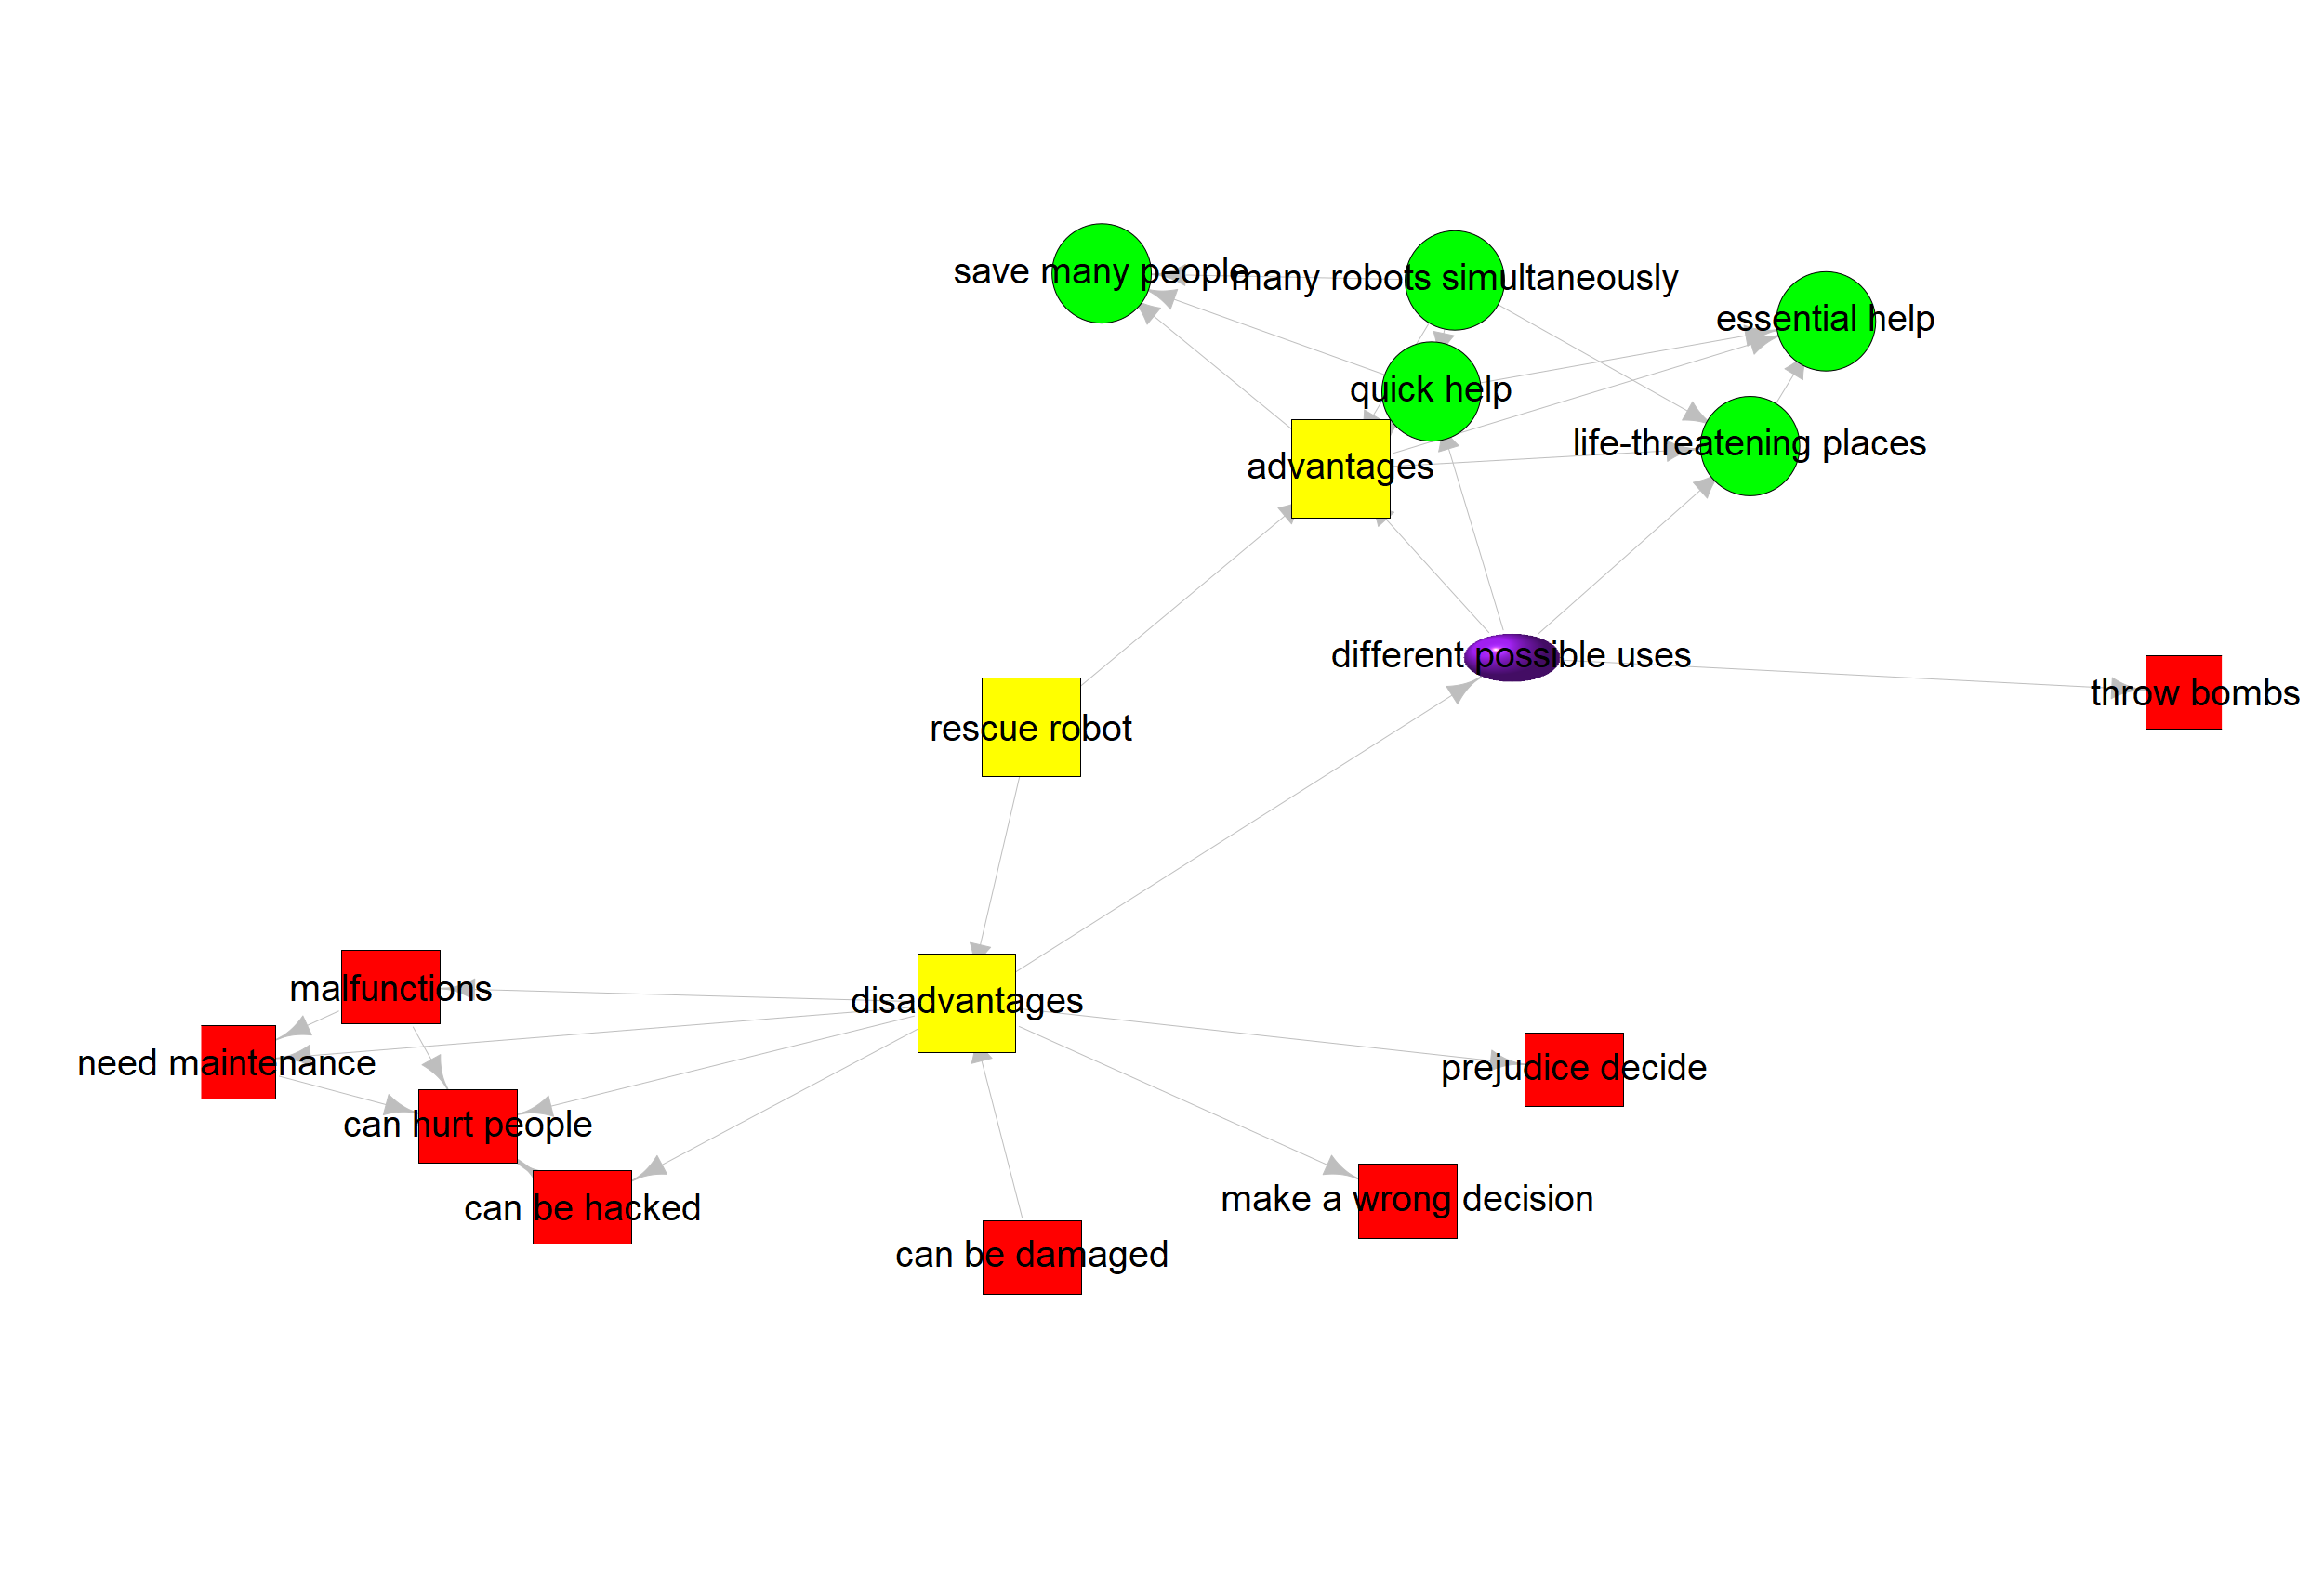 save many people
many robots simultaneously
essential help
quick help
life-threatening places
advantages
different possible uses
throw bombs
rescue robot
malfunctions
disadvantages
need maintenance
prejudice decide
can hurt people
make a wrong decision
can be hacked
can be damaged